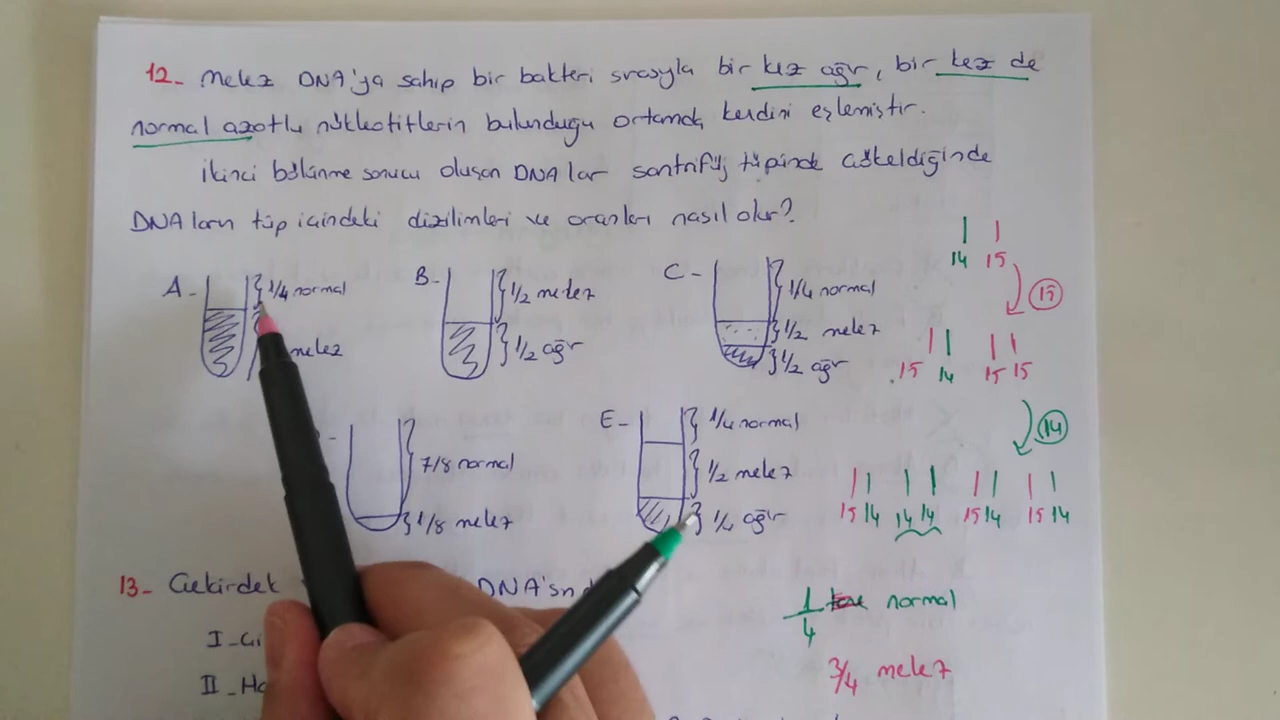 12- Melez DNA'ya sahip bir bakteri sırasıyla bir kez ağır, bir kez de
normal azotlu nükleotitlerin bulunduğu ortamda kendini eşlemiştir.
İkinci bölünme sonucu oluşan DNA lar santrifüj tüpünde çökeldiğinde
DNA ların tüp içindeki dizilimleri ve oranları nasıl olur?
A- 1/4 normal
melez
B- 1/2 melez
1/2 ağır
C- 1/4 normal
1/2 melez
1/2 ağır
7/8 normal
1/8 melez
E- 1/4 normal
1/2 melez
1/4 ağır
14 15
15
15 14 15 15
14
15 14 14 14 15 14 15 14
1/4 normal
3/4 melez
13- Çekirdek DNA'sı
I-
II-